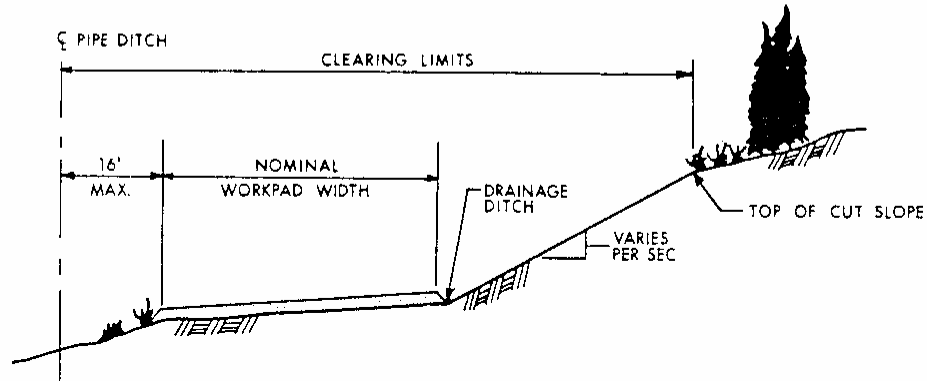 ℄ PIPE DITCH
CLEARING LIMITS
16'
MAX.
NOMINAL
WORKPAD WIDTH
DRAINAGE
DITCH
TOP OF CUT SLOPE
VARIES
PER SEC